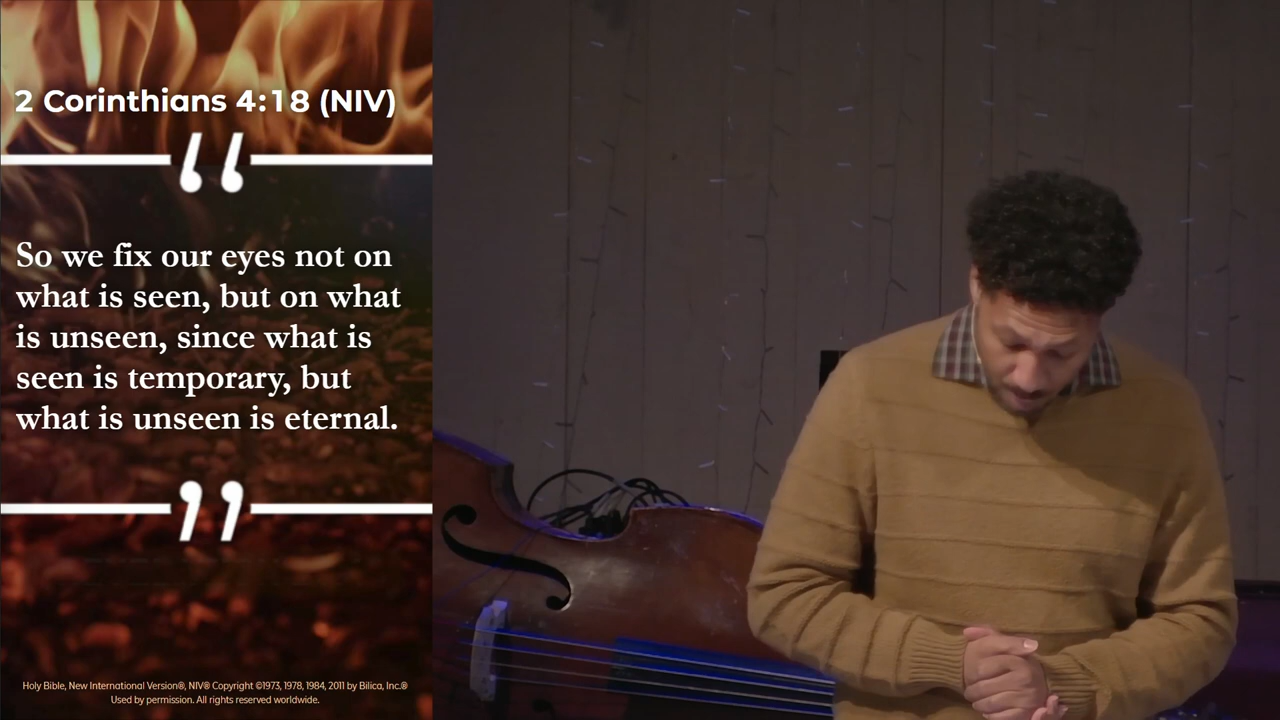 2 Corinthians 4:18 (NIV)
“
So we fix our eyes not on
what is seen, but on what
is unseen, since what is
seen is temporary, but
what is unseen is eternal.
”
Holy Bible, New International Version®, NIV® Copyright ©1973, 1978, 1984, 2011 by Bilica, Inc.®
Used by permission. All rights reserved worldwide.